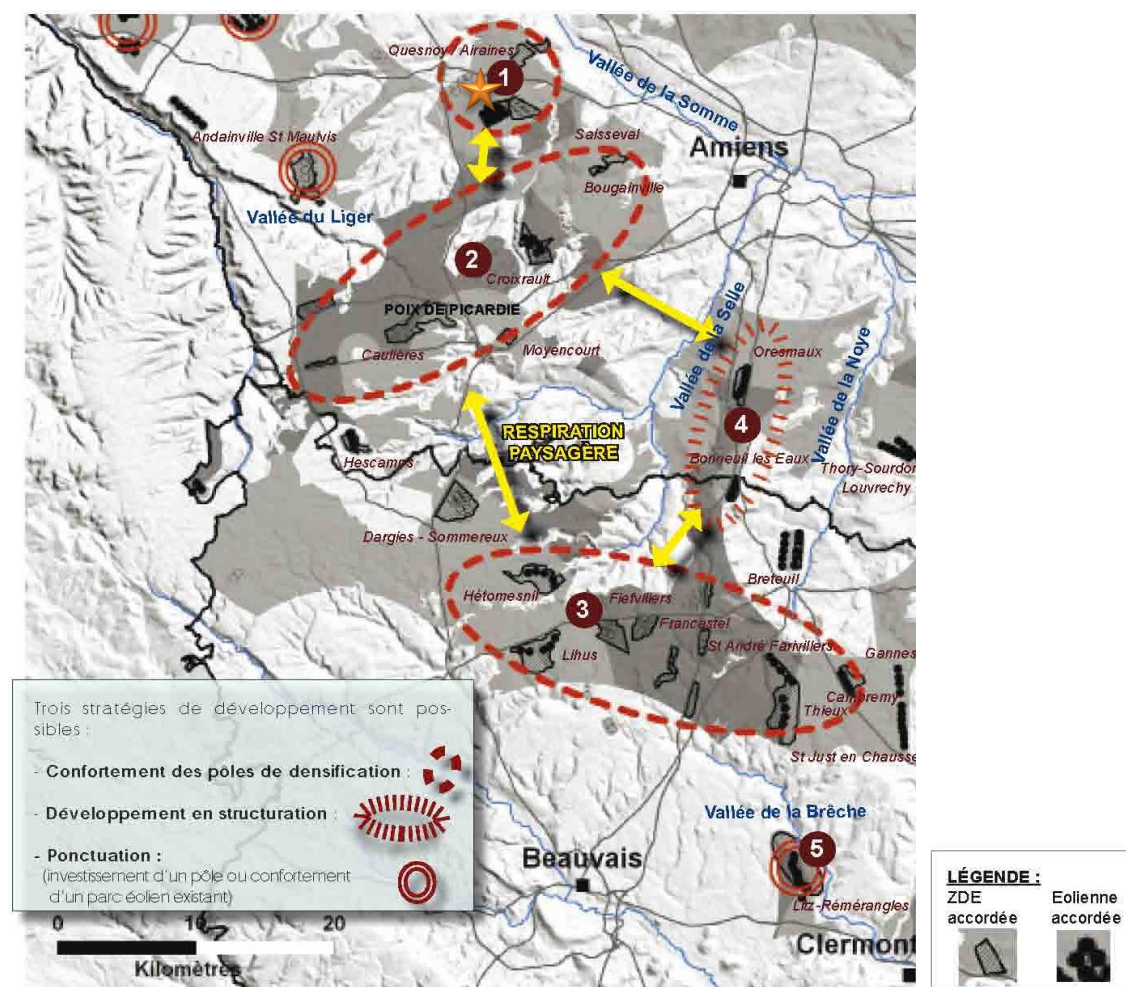 Quesnoy / Airaines
1
Vallée de la Somme
Andainville St Maulvis
Saisseval
Amiens
Bougainville
Vallée du Liger
2
Croixrault
POIX DE PICARDIE
Caulières
Moyencourt
Vallée de la Selle
Oresmaux
Vallée de la Noye
4
RESPIRATION
PAYSAGÈRE
Hescamps
Bonneuil les Eaux
Thory-Sourdon
Louvrechy
Dargies - Sommereux
Breteuil
Hétomesnil
3
Fiefvillers
Francastel
St André Farivillers
Lihus
Gannes
Campremy
Thieux
St Just en Chausse
Trois stratégies de développement sont pos-
sibles :
- Confortement des pôles de densification :
- Développement en structuration :
- Ponctuation :
(investissement d'un pôle ou confortement
d'un parc éolien existant)
Vallée de la Brêche
5
Beauvais
Litz-Rémérangles
Clermont
0 10 20
Kilomètres
LÉGENDE :
ZDE
accordée
Eolienne
accordée